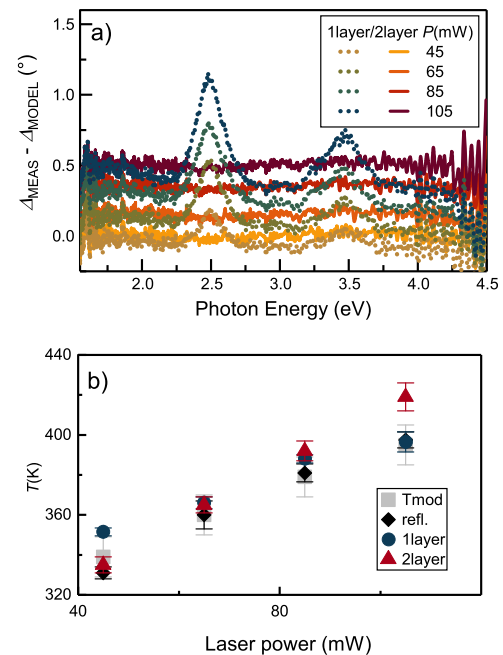 a)
1layer/2layer P(mW)
45
65
85
105
1.5
1.0
0.5
0.0
Δ_MEAS - Δ_MODEL (°)
2.0 2.5 3.0 3.5 4.0 4.5
Photon Energy (eV)
b)
440
400
360
320
T(K)
Tmod
refl.
1layer
2layer
40 80
Laser power (mW)